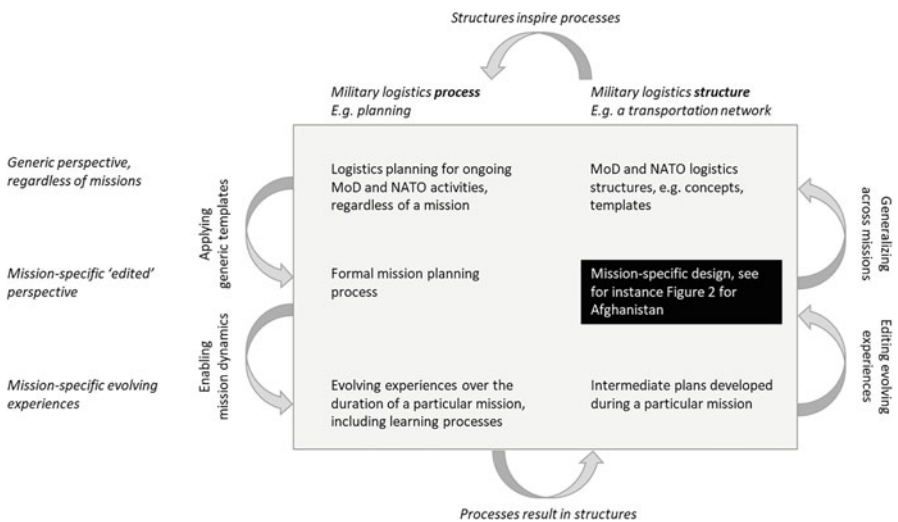 Structures inspire processes
Military logistics process
E.g. planning
Military logistics structure
E.g. a transportation network
Generic perspective,
regardless of missions
Logistics planning for ongoing
MoD and NATO activities,
regardless of a mission
MoD and NATO logistics
structures, e.g. concepts,
templates
Applying
generic templates
Generalizing
across missions
Mission-specific ‘edited’
perspective
Formal mission planning
process
Mission-specific design, see
for instance Figure 2 for
Afghanistan
Enabling
mission dynamics
Editing evolving
experiences
Mission-specific evolving
experiences
Evolving experiences over the
duration of a particular mission,
including learning processes
Intermediate plans developed
during a particular mission
Processes result in structures